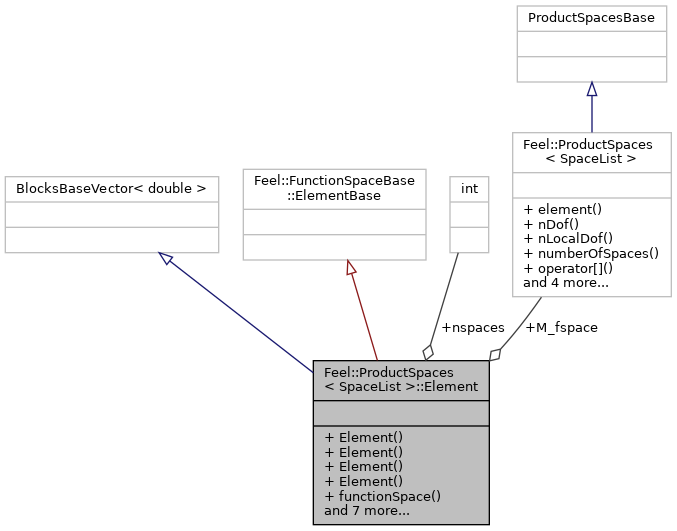 ProductSpacesBase
Feel::ProductSpaces
< SpaceList >
+ element()
+ nDof()
+ nLocalDof()
+ numberOfSpaces()
+ operator[]()
and 4 more...
BlocksBaseVector< double >
Feel::FunctionSpaceBase
::ElementBase
int
+nspaces
+M_fspace
Feel::ProductSpaces
< SpaceList >::Element
+ Element()
+ Element()
+ Element()
+ Element()
+ functionSpace()
and 7 more...